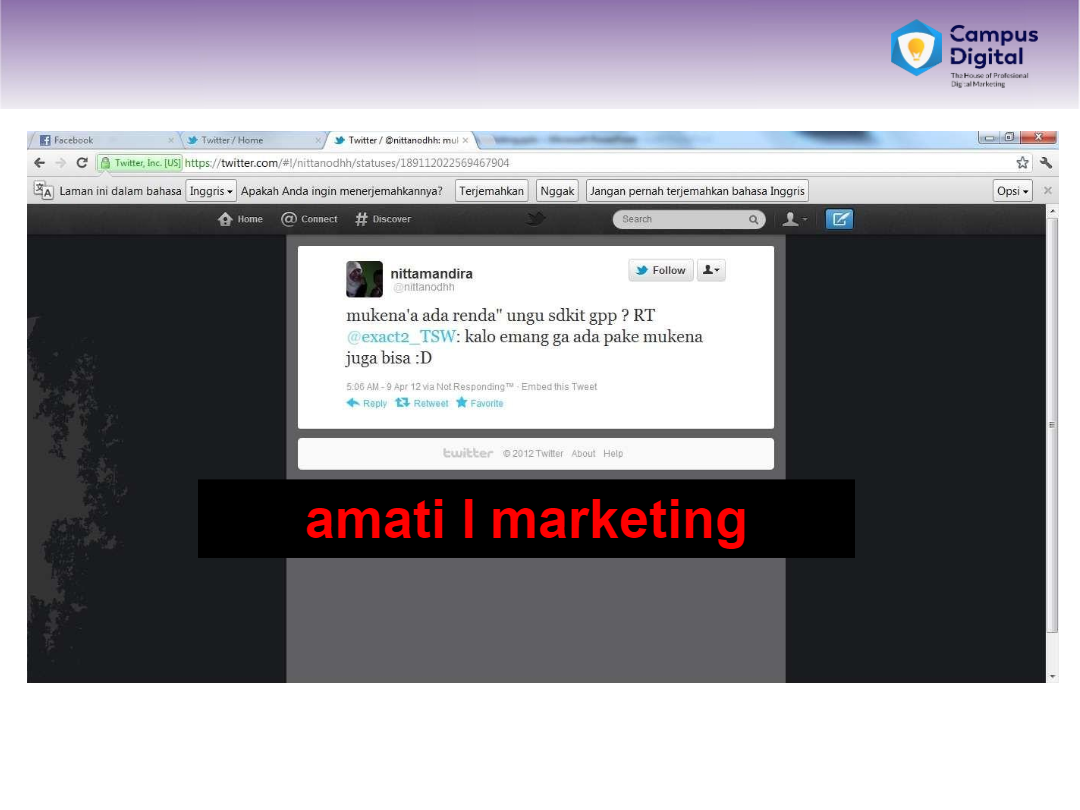 Campus
Digital
The House of Profesional
Digital Marketing
Facebook
Twitter / Home
Twitter / @nittanodhh: mul
Twitter, Inc. [US] https://twitter.com/#!/nittanodhh/statuses/189112022569467904
Laman ini dalam bahasa Inggris Apakah Anda ingin menerjemahkannya? Terjemahkan Nggak Jangan pernah terjemahkan bahasa Inggris Opsi
Home @ Connect # Discover Search
nittamandira
@nittanodhh
Follow
mukena'a ada renda" ungu sdkit gpp ? RT
@exact2_TSW: kalo emang ga ada pake mukena
juga bisa :D
5:06 AM - 9 Apr 12 via Not Responding™ · Embed this Tweet
Reply Retweet Favorite
twitter © 2012 Twitter About Help
amati I marketing